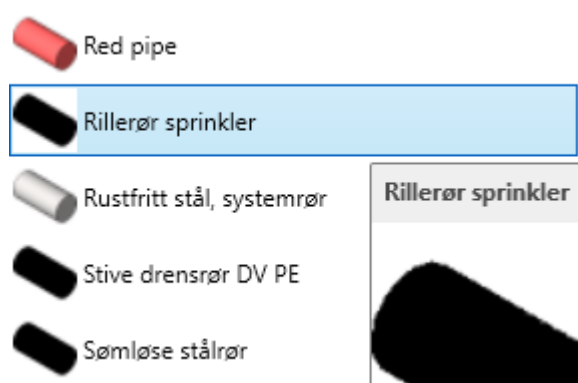 Red pipe
Rillerør sprinkler
Rustfritt stål, systemrør
Rillerør sprinkler
Stive drensrør DV PE
Sømløse stålrør